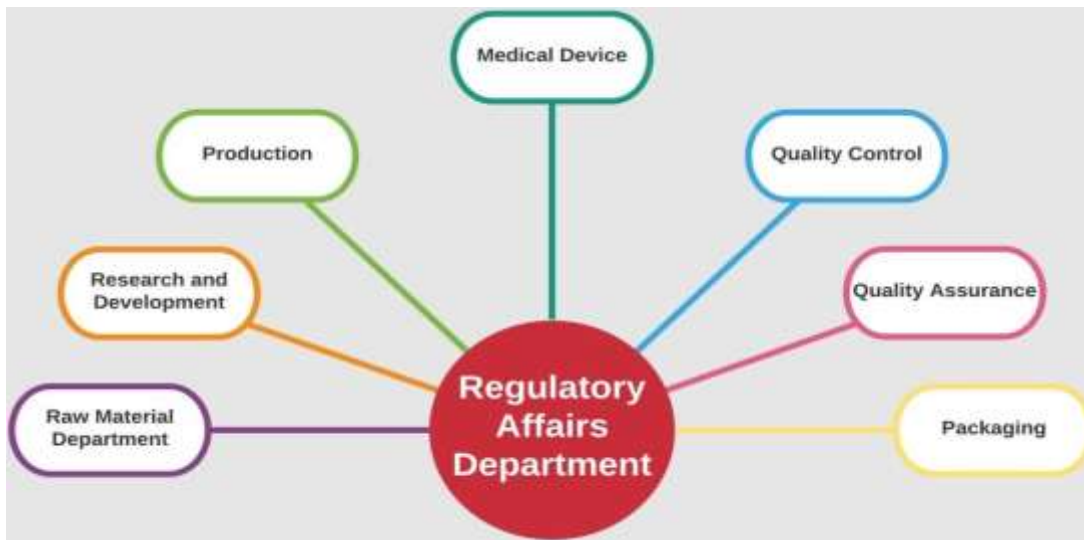 Medical Device
Production
Quality Control
Research and
Development
Quality Assurance
Raw Material
Department
Packaging
Regulatory
Affairs
Department